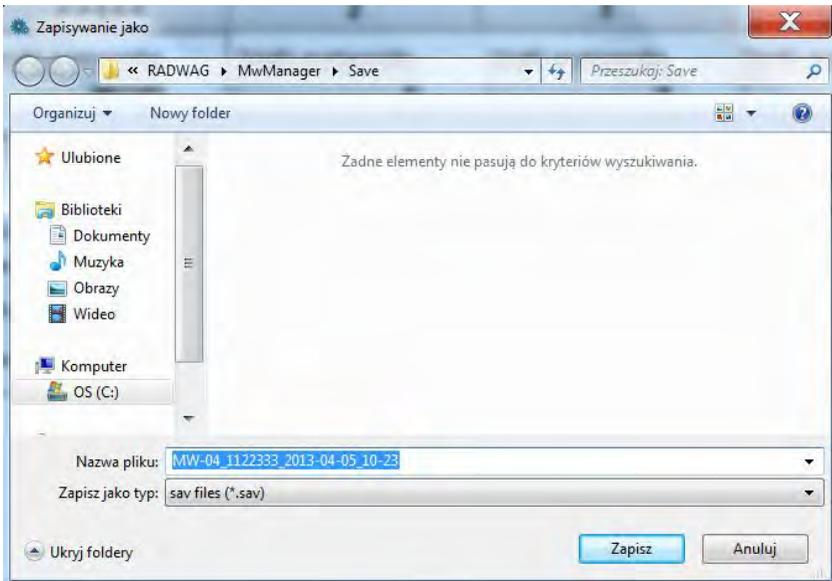 Zapisywanie jako
« RADWAG ▸ MwManager ▸ Save
Przeszukaj: Save
Organizuj
Nowy folder
Ulubione
Żadne elementy nie pasują do kryteriów wyszukiwania.
Biblioteki
Dokumenty
Muzyka
Obrazy
Wideo
Komputer
OS (C:)
Nazwa pliku: MW-04_1122333_2013-04-05_10-23
Zapisz jako typ: sav files (*.sav)
Ukryj foldery
Zapisz
Anuluj